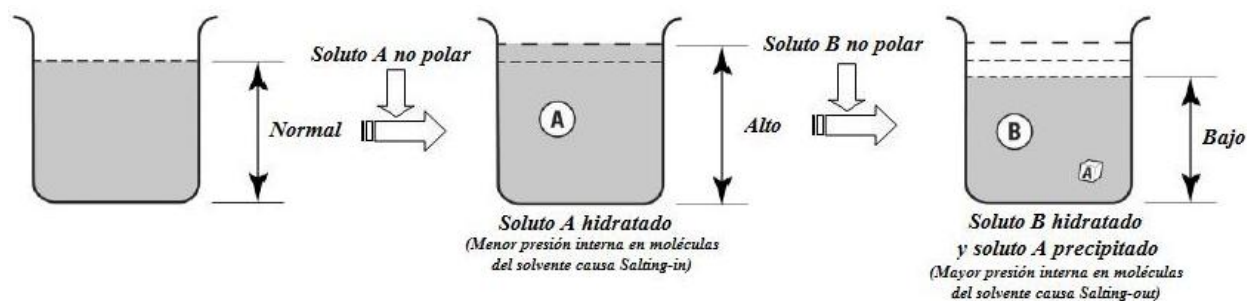 Soluto A no polar
Normal
A
Alto
Soluto A hidratado
(Menor presión interna en moléculas
del solvente causa Salting-in)
Soluto B no polar
B
A
Bajo
Soluto B hidratado
y soluto A precipitado
(Mayor presión interna en moléculas
del solvente causa Salting-out)